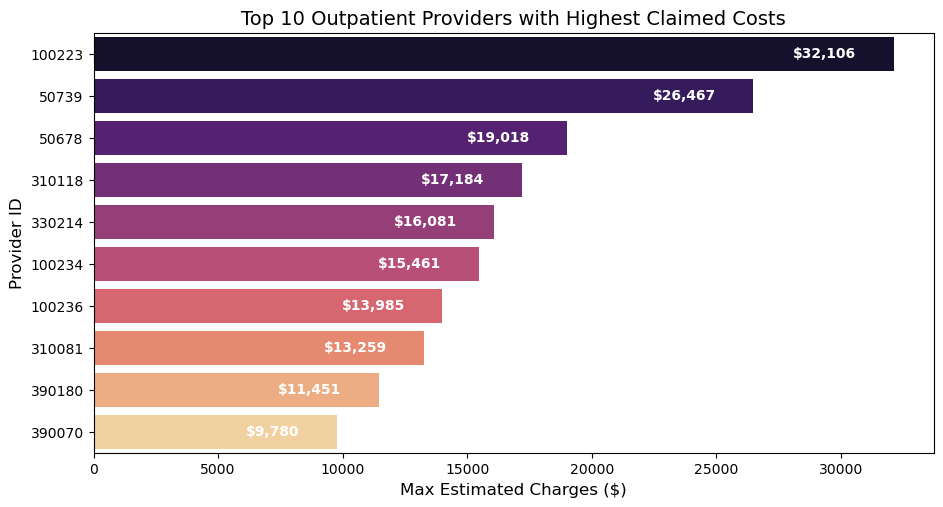 Top 10 Outpatient Providers with Highest Claimed Costs
Provider ID
100223 $32,106
50739 $26,467
50678 $19,018
310118 $17,184
330214 $16,081
100234 $15,461
100236 $13,985
310081 $13,259
390180 $11,451
390070 $9,780
0 5000 10000 15000 20000 25000 30000
Max Estimated Charges ($)